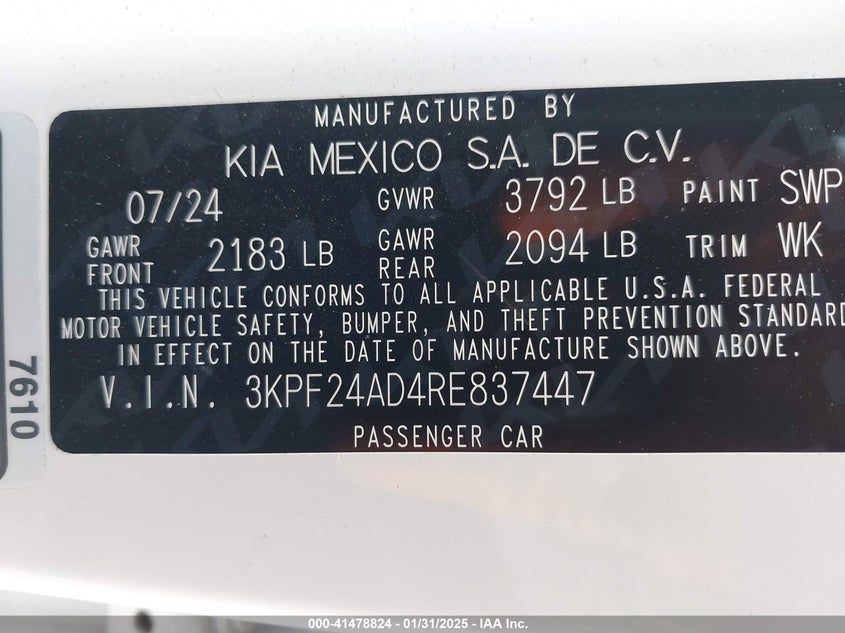 MANUFACTURED BY
KIA MEXICO S.A. DE C.V.
07/24 GVWR 3792 LB PAINT SWP
GAWR FRONT 2183 LB GAWR REAR 2094 LB TRIM WK
THIS VEHICLE CONFORMS TO ALL APPLICABLE U.S.A. FEDERAL
MOTOR VEHICLE SAFETY, BUMPER, AND THEFT PREVENTION STANDARD
IN EFFECT ON THE DATE OF MANUFACTURE SHOWN ABOVE.
V.I.N. 3KPF24AD4RE837447
PASSENGER CAR
7610
000-41478824 - 01/31/2025 - IAA Inc.